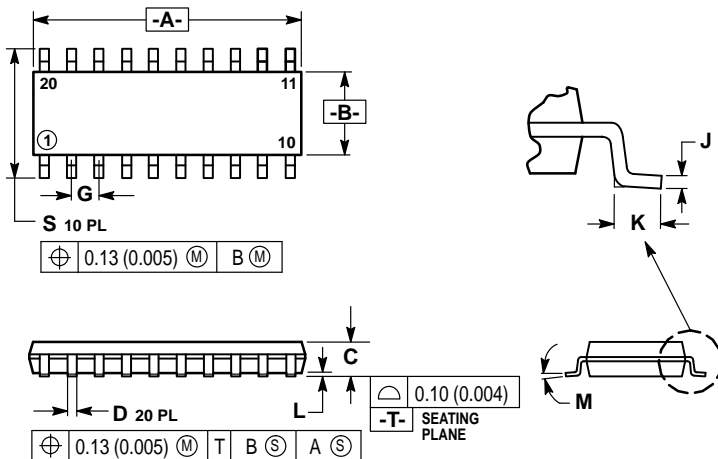 -A-
20 11
-B-
① 10
J
G
K
S 10 PL
⌖ 0.13 (0.005) Ⓜ B Ⓜ
C
L
M
D 20 PL
⌓ 0.10 (0.004)
-T- SEATING
PLANE
⌖ 0.13 (0.005) Ⓜ T B Ⓢ A Ⓢ